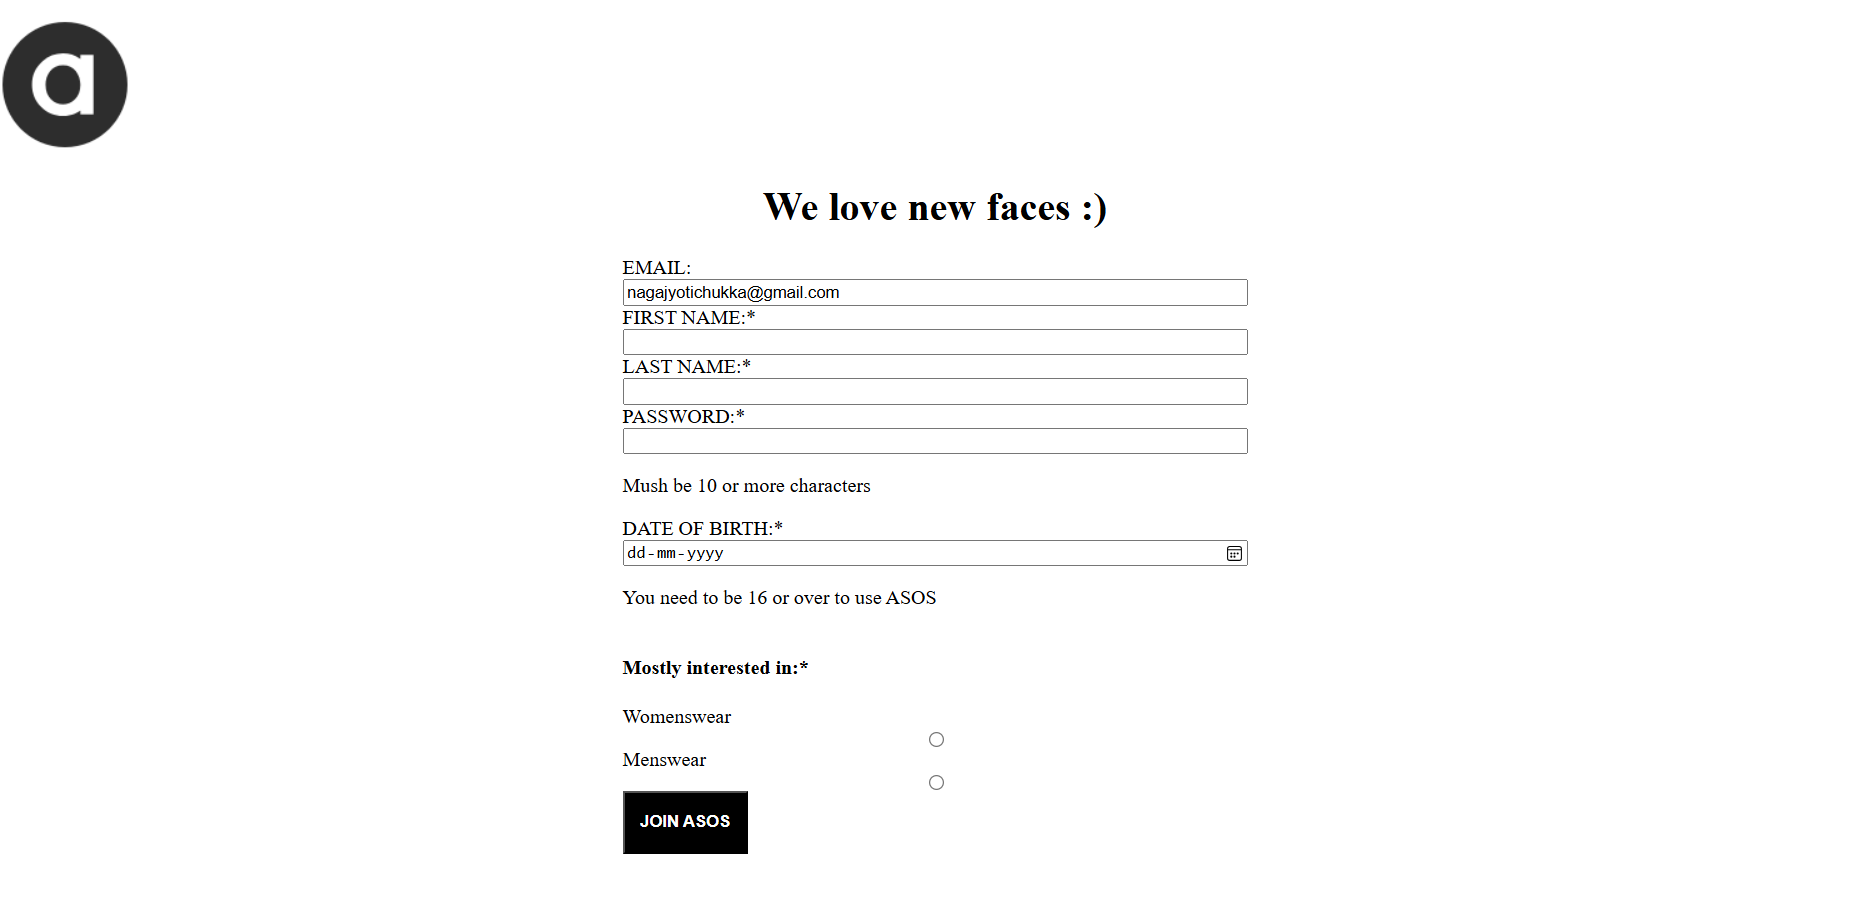 a
We love new faces :)
EMAIL:
nagajyotichukka@gmail.com
FIRST NAME:*
LAST NAME:*
PASSWORD:*
Mush be 10 or more characters
DATE OF BIRTH:*
dd-mm-yyyy
You need to be 16 or over to use ASOS
Mostly interested in:*
Womenswear
Menswear
JOIN ASOS